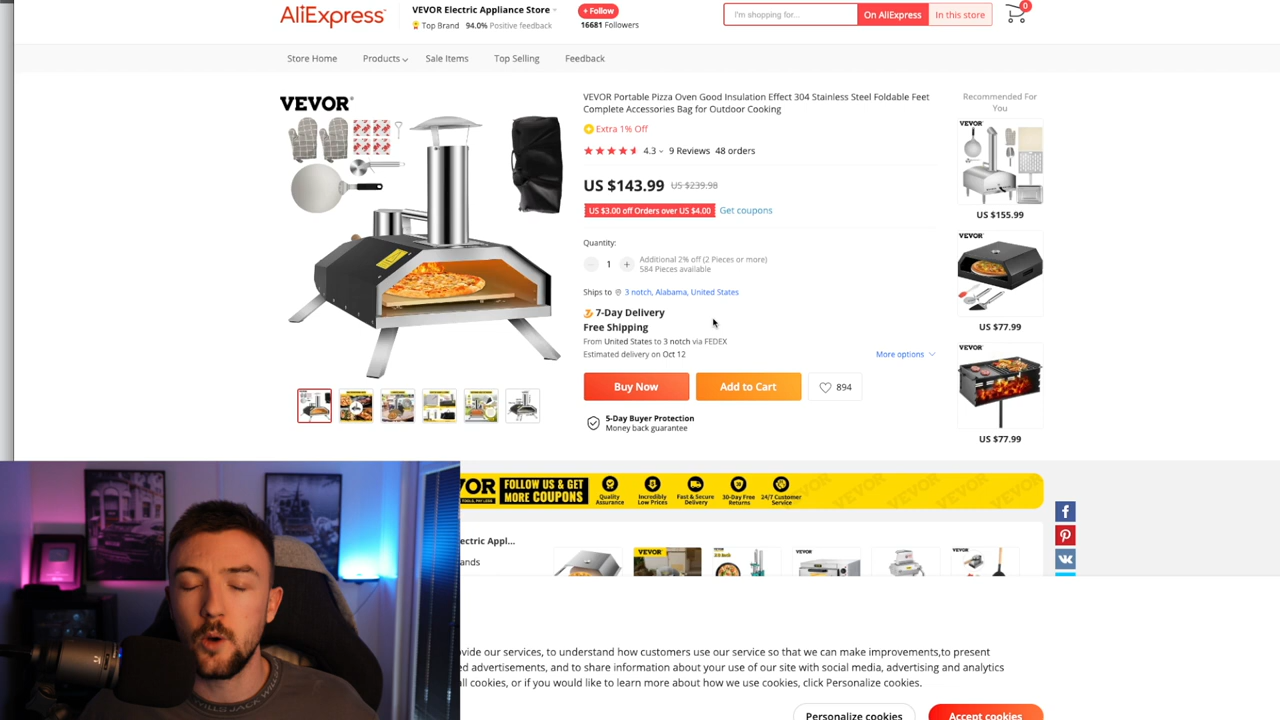 AliExpress
VEVOR Electric Appliance Store
Top Brand 94.0% Positive feedback
+ Follow
16681 Followers
I'm shopping for...
On AliExpress
In this store
0
Store Home
Products
Sale Items
Top Selling
Feedback
VEVOR
VEVOR Portable Pizza Oven Good Insulation Effect 304 Stainless Steel Foldable Feet
Complete Accessories Bag for Outdoor Cooking
Extra 1% Off
4.3
9 Reviews
48 orders
US $143.99
US $239.98
US $3.00 off Orders over US $4.00
Get coupons
Quantity:
1
Additional 2% off (2 Pieces or more)
584 Pieces available
Ships to
3 notch, Alabama, United States
7-Day Delivery
Free Shipping
From United States to 3 notch via FEDEX
Estimated delivery on Oct 12
More options
Buy Now
Add to Cart
894
5-Day Buyer Protection
Money back guarantee
Recommended For
You
VEVOR
US $155.99
VEVOR
US $77.99
VEVOR
US $77.99
VOR
TOOLS, PAY LESS
FOLLOW US & GET
MORE COUPONS
Quality
Assurance
Incredibly
Low Prices
Fast & Secure
Delivery
30-Day Free
Returns
24/7 Customer
Service
ectric Appl...
ands
VEVOR
ovide our services, to understand how customers use our service so that we can make improvements,to present
ed advertisements, and to share information about your use of our site with social media, advertising and analytics
all cookies, or if you would like to learn more about how we use cookies, click Personalize cookies.
Personalize cookies
Accept cookies